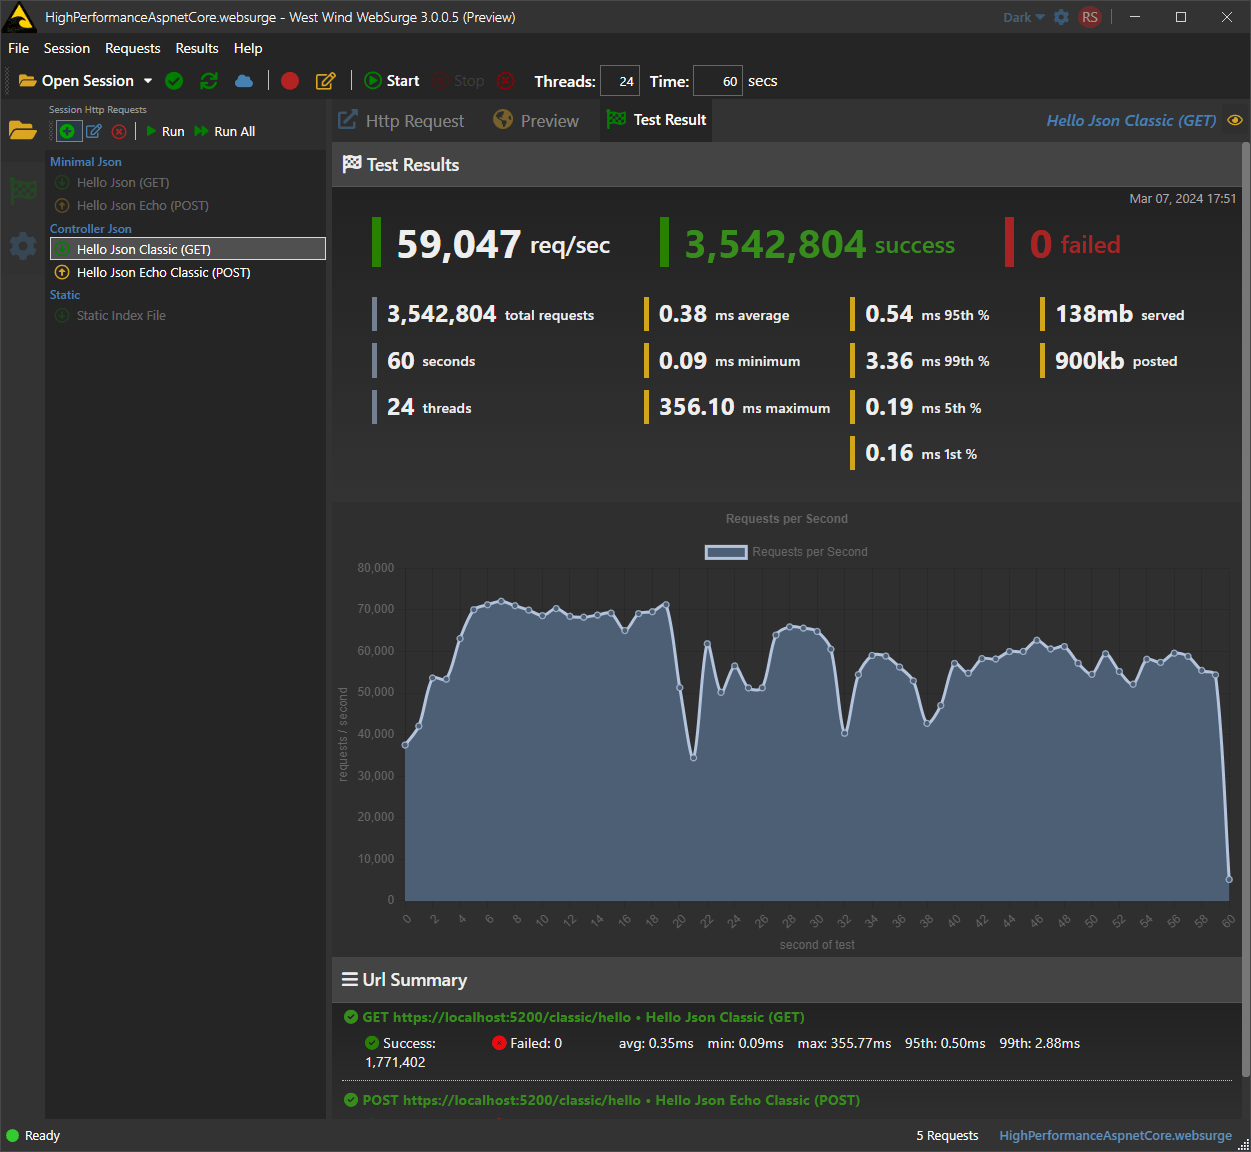 HighPerformanceAspnetCore.websurge - West Wind WebSurge 3.0.0.5 (Preview)
Dark
RS
File Session Requests Results Help
Open Session
Start
Stop
Threads: 24
Time: 60 secs
Session Http Requests
Run
Run All
Minimal Json
Hello Json (GET)
Hello Json Echo (POST)
Controller Json
Hello Json Classic (GET)
Hello Json Echo Classic (POST)
Static
Static Index File
Http Request
Preview
Test Result
Hello Json Classic (GET)
Test Results
Mar 07, 2024 17:51
59,047 req/sec
3,542,804 success
0 failed
3,542,804 total requests
0.38 ms average
0.54 ms 95th %
138mb served
60 seconds
0.09 ms minimum
3.36 ms 99th %
900kb posted
24 threads
356.10 ms maximum
0.19 ms 5th %
0.16 ms 1st %
Requests per Second
Requests per Second
requests / second
80,000
70,000
60,000
50,000
40,000
30,000
20,000
10,000
0
0 2 4 6 8 10 12 14 16 18 20 22 24 26 28 30 32 34 36 38 40 42 44 46 48 50 52 54 56 58 60
second of test
Url Summary
GET https://localhost:5200/classic/hello • Hello Json Classic (GET)
Success: 1,771,402
Failed: 0
avg: 0.35ms min: 0.09ms max: 355.77ms 95th: 0.50ms 99th: 2.88ms
POST https://localhost:5200/classic/hello • Hello Json Echo Classic (POST)
Ready
5 Requests
HighPerformanceAspnetCore.websurge